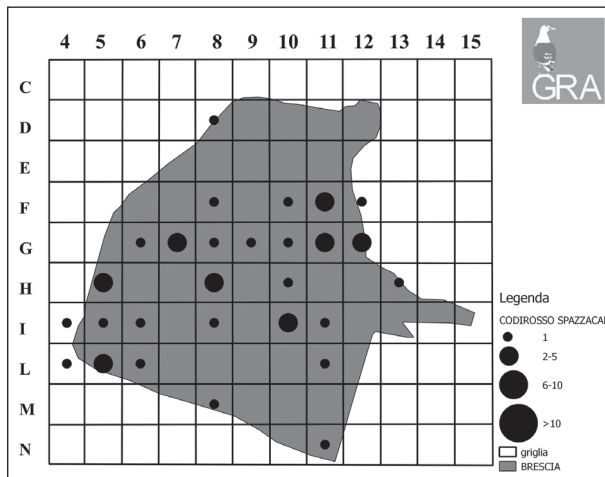 4 5 6 7 8 9 10 11 12 13 14 15
GRA
C
D
E
F
G
H
I
L
M
N
Legenda
CODIROSSO SPAZZACAI
1
2-5
6-10
>10
griglia
BRESCIA